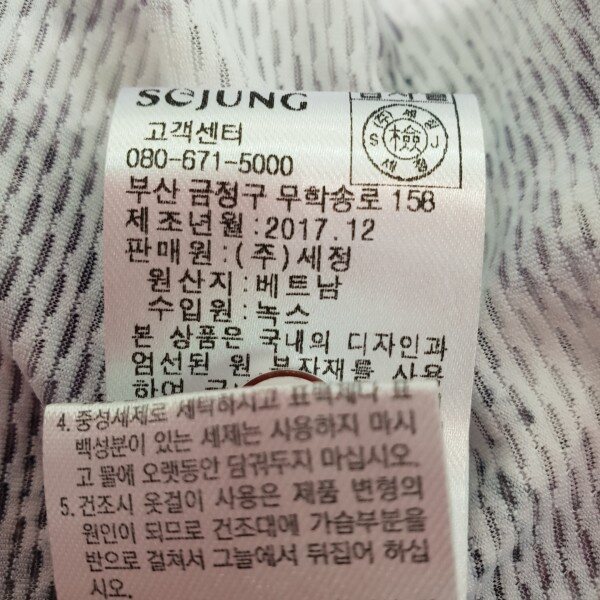 SeJUNG
고객센터
080-671-5000
부산 금정구 무학송로 158
제조년월:2017.12
판매원:(주)세정
원산지:베트남
수입원:녹스
본 상품은 국내의 디자인과
엄선된 원 부자재를 사용
하여
(주)세정
S 檢 J
세정
4.중성세제로 세탁하시고 표백제나 표
백성분이 있는 세제는 사용하지 마시
고 물에 오랫동안 담궈두지 마십시오.
5.건조시 옷걸이 사용은 제품 변형의
원인이 되므로 건조대에 가슴부분을
반으로 걸쳐서 그늘에서 뒤집어 하십
시오.